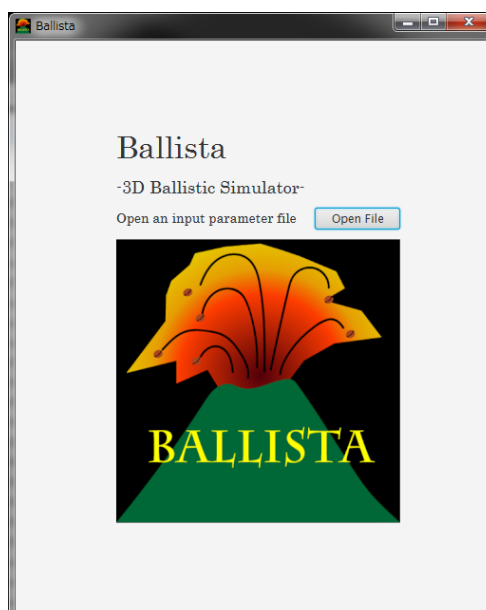 Ballista
Ballista
-3D Ballistic Simulator-
Open an input parameter file
Open File
BALLISTA